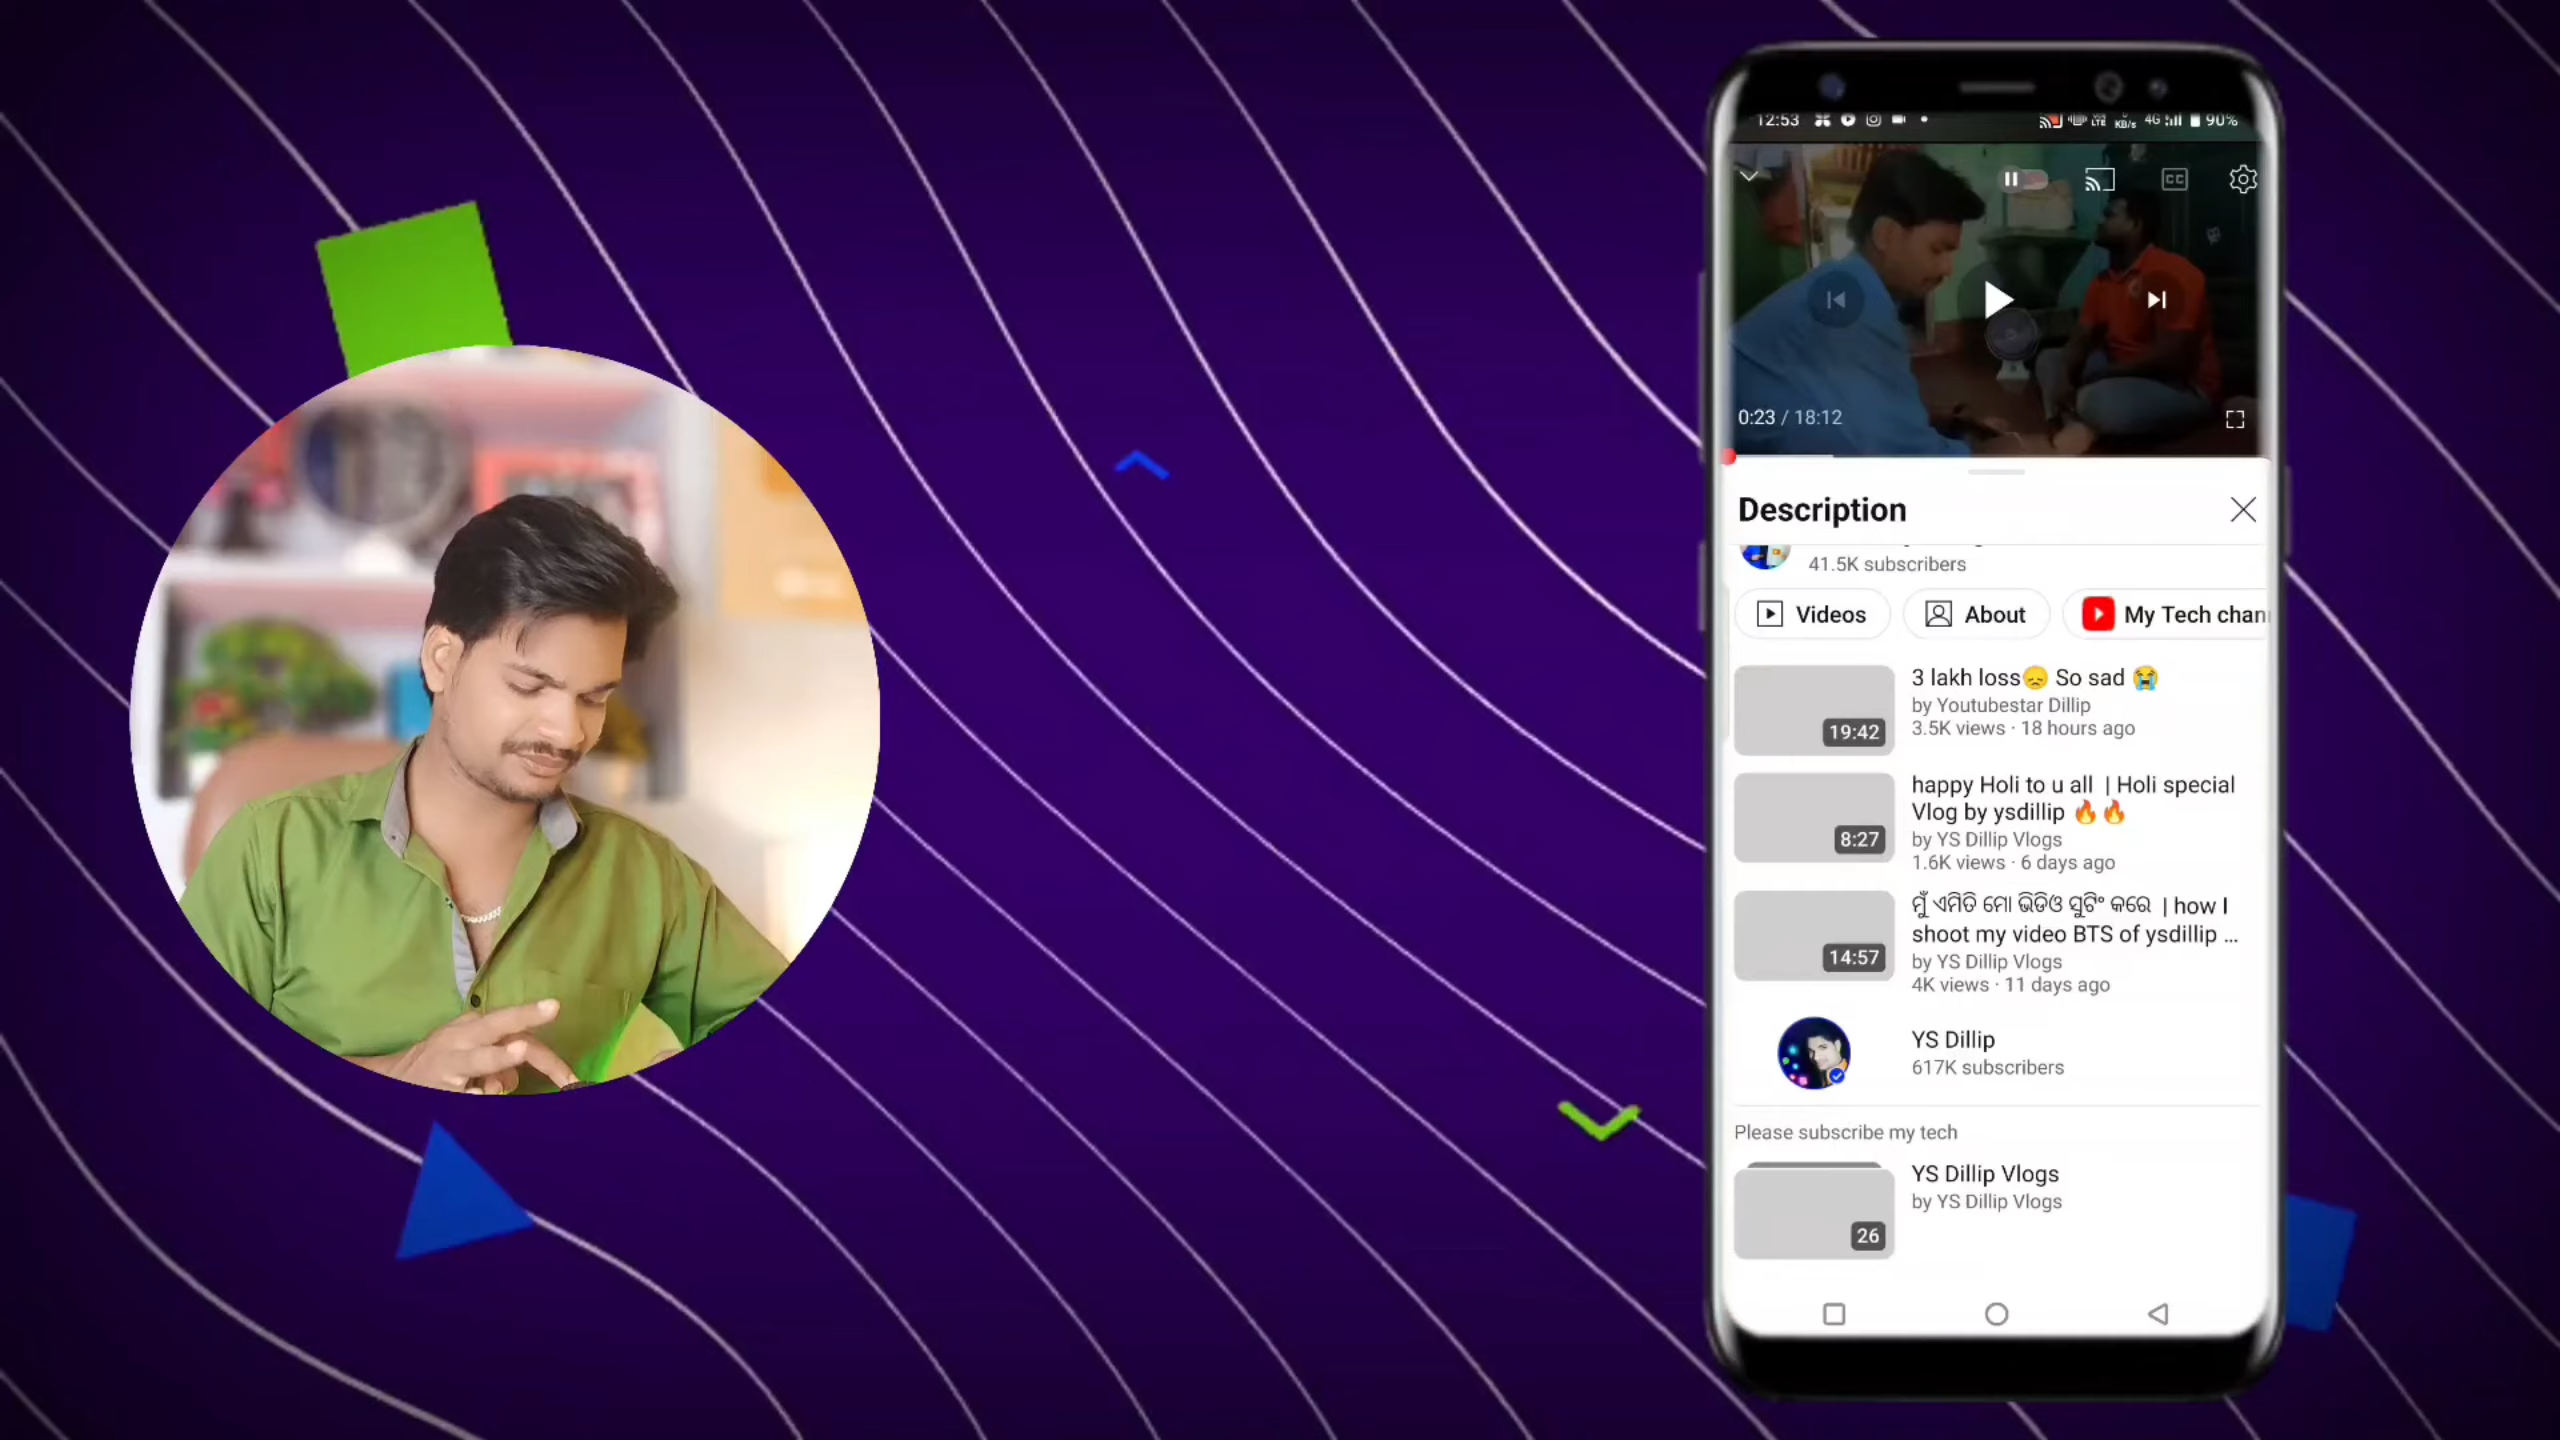 12:53
KB/s 4G 90%
0:23 / 18:12
Description
41.5K subscribers
Videos
About
My Tech chan
3 lakh loss😞 So sad 😭
by Youtubestar Dillip
3.5K views · 18 hours ago
19:42
happy Holi to u all | Holi special
Vlog by ysdillip 🔥🔥
by YS Dillip Vlogs
1.6K views · 6 days ago
8:27
ମୁଁ ଏମିତି ମୋ ଭିଡିଓ ସୁଟିଂ କରେ | how I
shoot my video BTS of ysdillip ...
by YS Dillip Vlogs
4K views · 11 days ago
14:57
YS Dillip
617K subscribers
Please subscribe my tech
YS Dillip Vlogs
by YS Dillip Vlogs
26